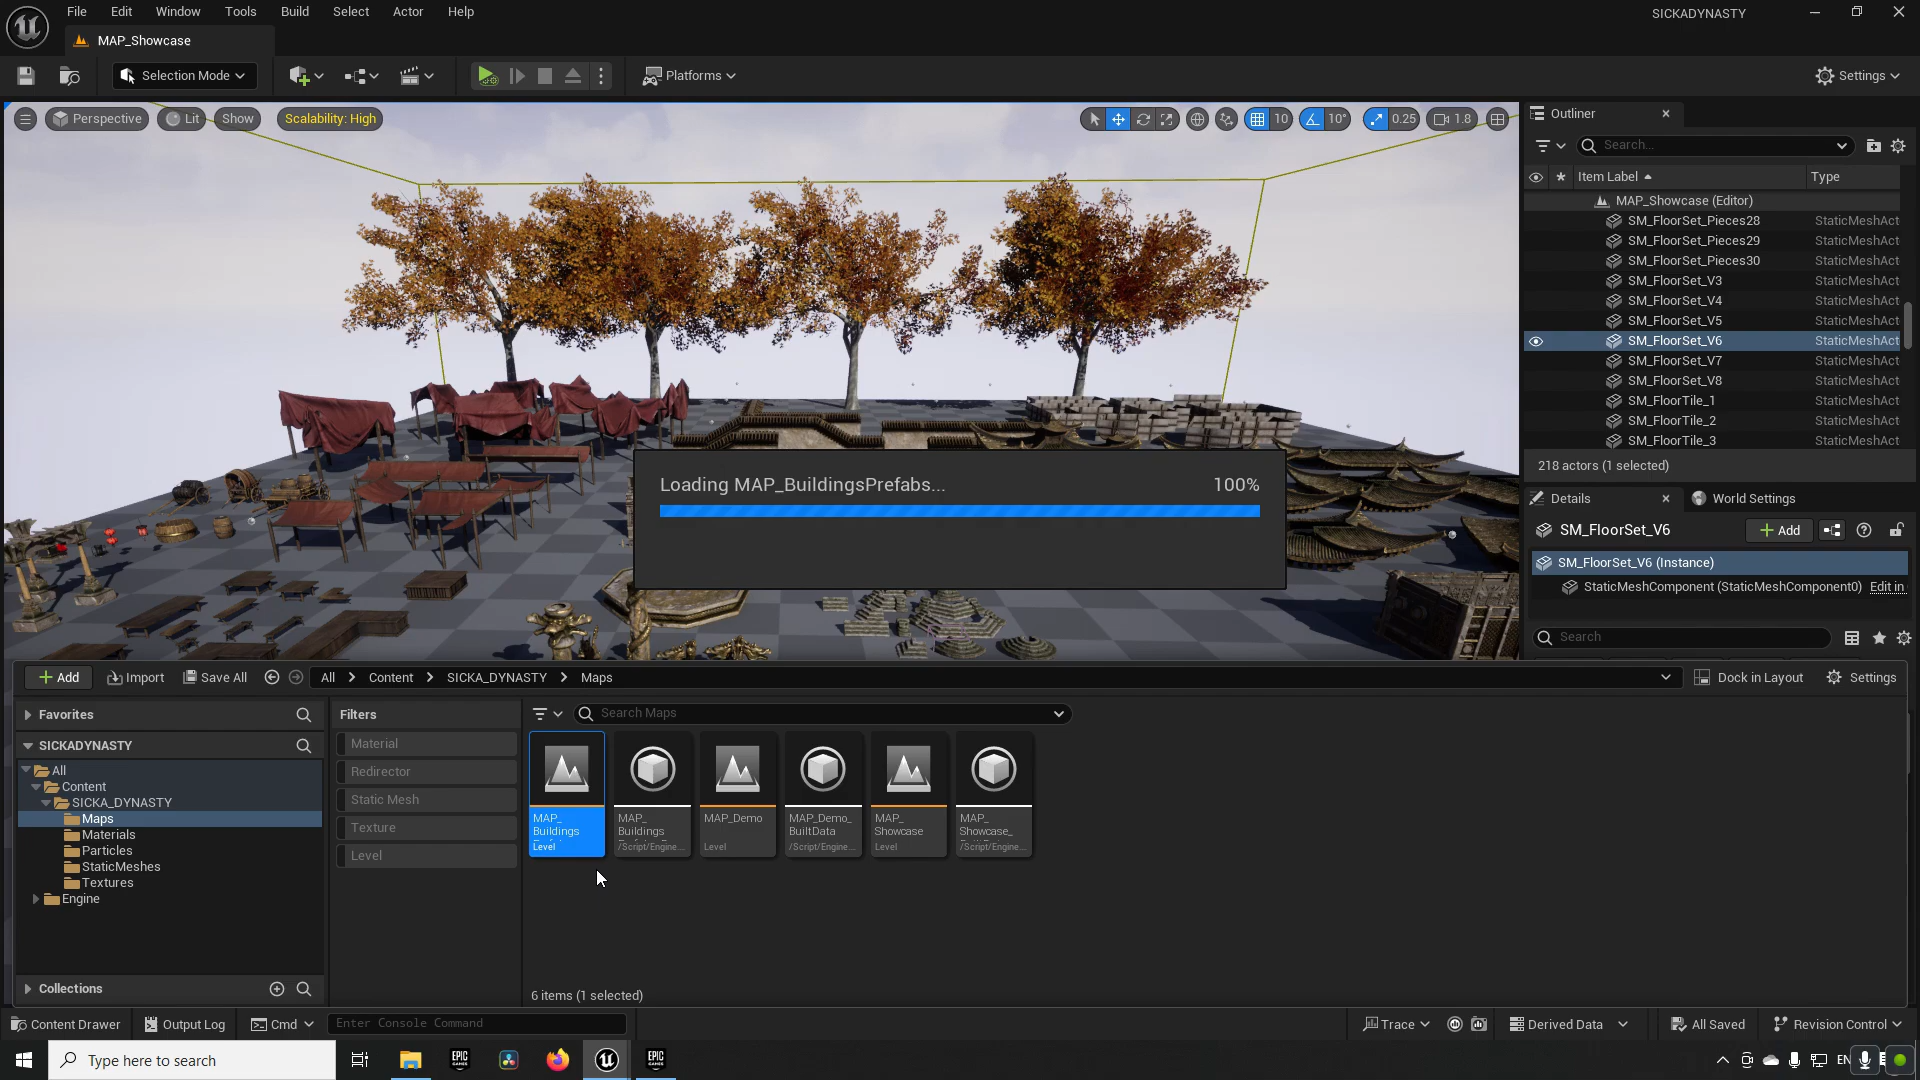 File Edit Window Tools Build Select Actor Help
SICKADYNASTY
MAP_Showcase
Selection Mode
Platforms
Settings
Perspective
Lit
Show
Scalability: High
10
10°
0.25
1.8
Outliner
Search...
Item Label
Type
MAP_Showcase (Editor)
SM_FloorSet_Pieces28 StaticMeshAct
SM_FloorSet_Pieces29 StaticMeshAct
SM_FloorSet_Pieces30 StaticMeshAct
SM_FloorSet_V3 StaticMeshAct
SM_FloorSet_V4 StaticMeshAct
SM_FloorSet_V5 StaticMeshAct
SM_FloorSet_V6 StaticMeshAct
SM_FloorSet_V7 StaticMeshAct
SM_FloorSet_V8 StaticMeshAct
SM_FloorTile_1 StaticMeshAct
SM_FloorTile_2 StaticMeshAct
SM_FloorTile_3 StaticMeshAct
218 actors (1 selected)
Loading MAP_BuildingsPrefabs... 100%
Details
World Settings
SM_FloorSet_V6
Add
SM_FloorSet_V6 (Instance)
StaticMeshComponent (StaticMeshComponent0) Edit in
Search
Add
Import
Save All
All > Content > SICKA_DYNASTY > Maps
Dock in Layout
Settings
Favorites
SICKADYNASTY
All
Content
SICKA_DYNASTY
Maps
Materials
Particles
StaticMeshes
Textures
Engine
Collections
Filters
Material
Redirector
Static Mesh
Texture
Level
Search Maps
MAP_
Buildings
Level
MAP_
Buildings
/Script/Engine...
MAP_Demo
Level
MAP_Demo_
BuiltData
/Script/Engine...
MAP_
Showcase
Level
MAP_
Showcase_
/Script/Engine...
6 items (1 selected)
Content Drawer
Output Log
Cmd
Enter Console Command
Trace
Derived Data
All Saved
Revision Control
Type here to search
EPIC
GAMES
EPIC
GAMES